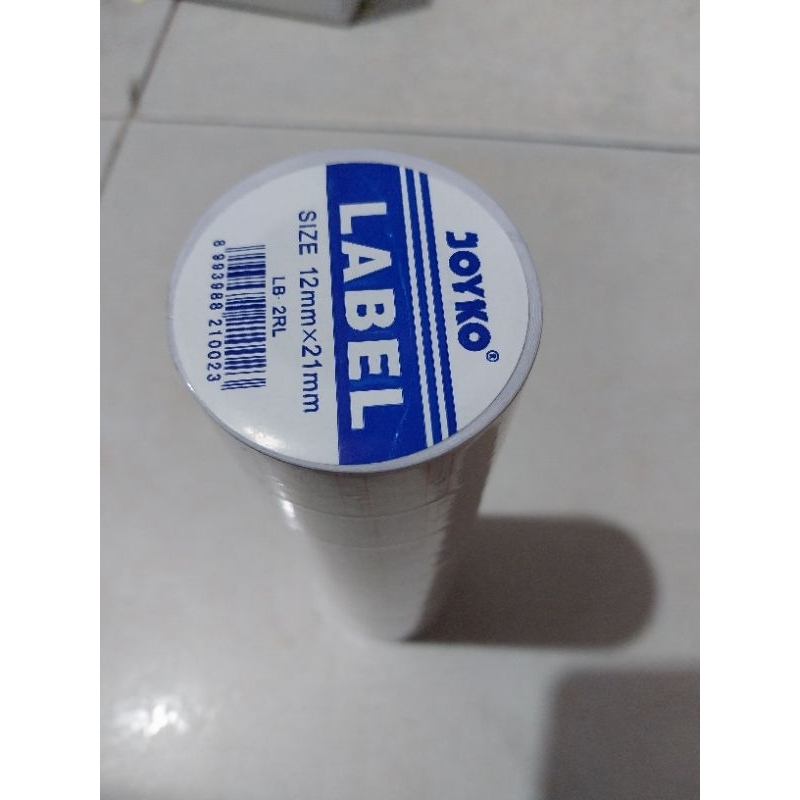 JOYKO®
LABEL
SIZE 12mm×21mm
LB- 2RL
8 993988 210023